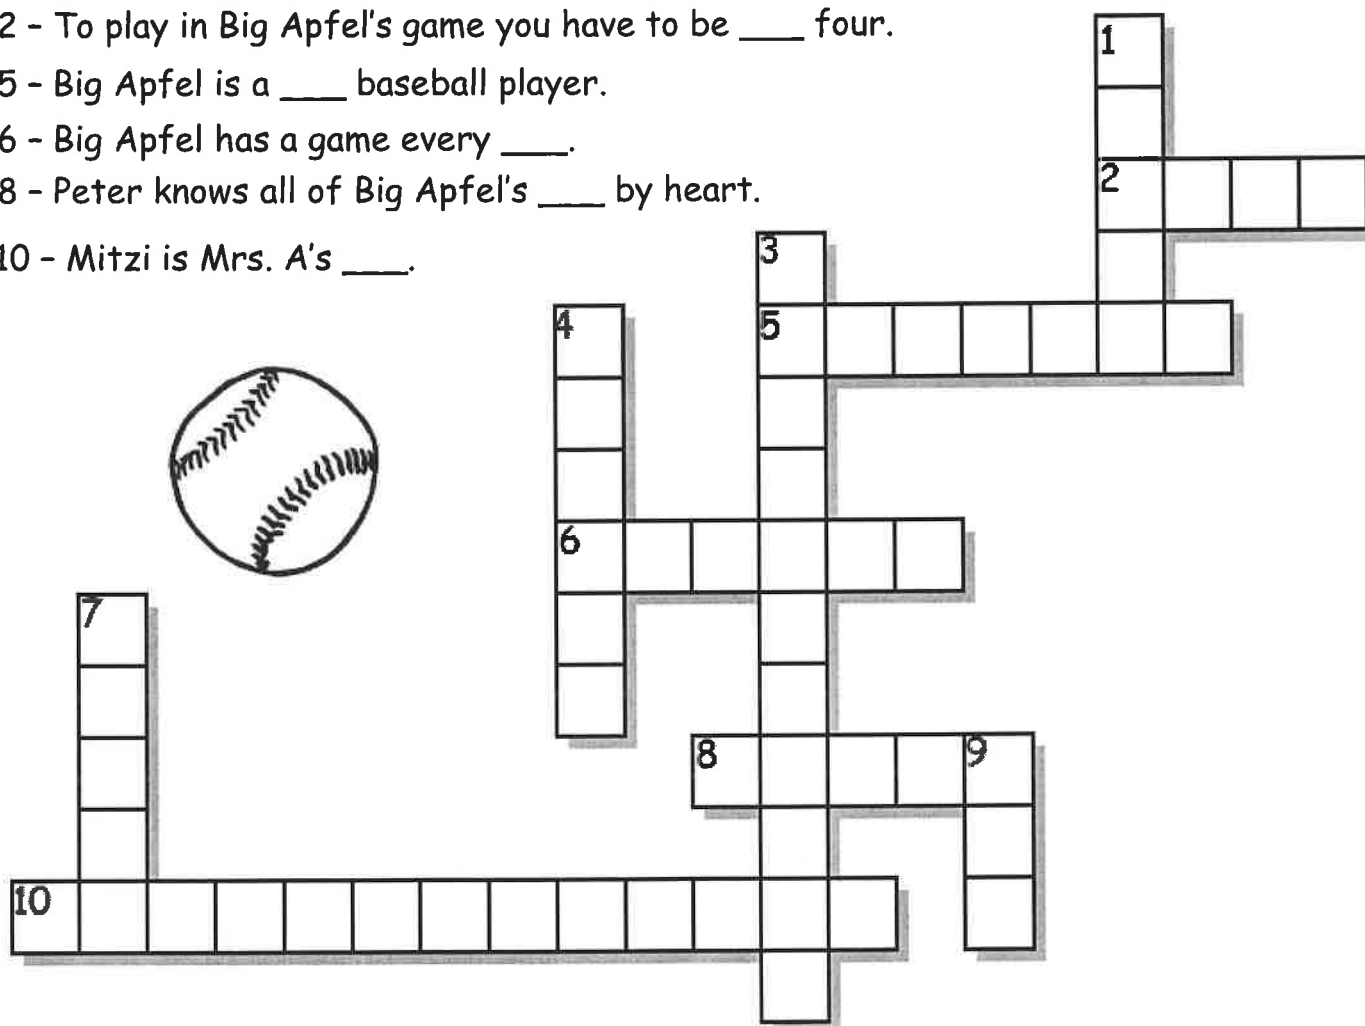 2 - To play in Big Apfel's game you have to be ___ four.
5 - Big Apfel is a ___ baseball player.
6 - Big Apfel has a game every ___.
8 - Peter knows all of Big Apfel's ___ by heart.
10 - Mitzi is Mrs. A's ___.
1
2
3
4
5
6
7
8
9
10